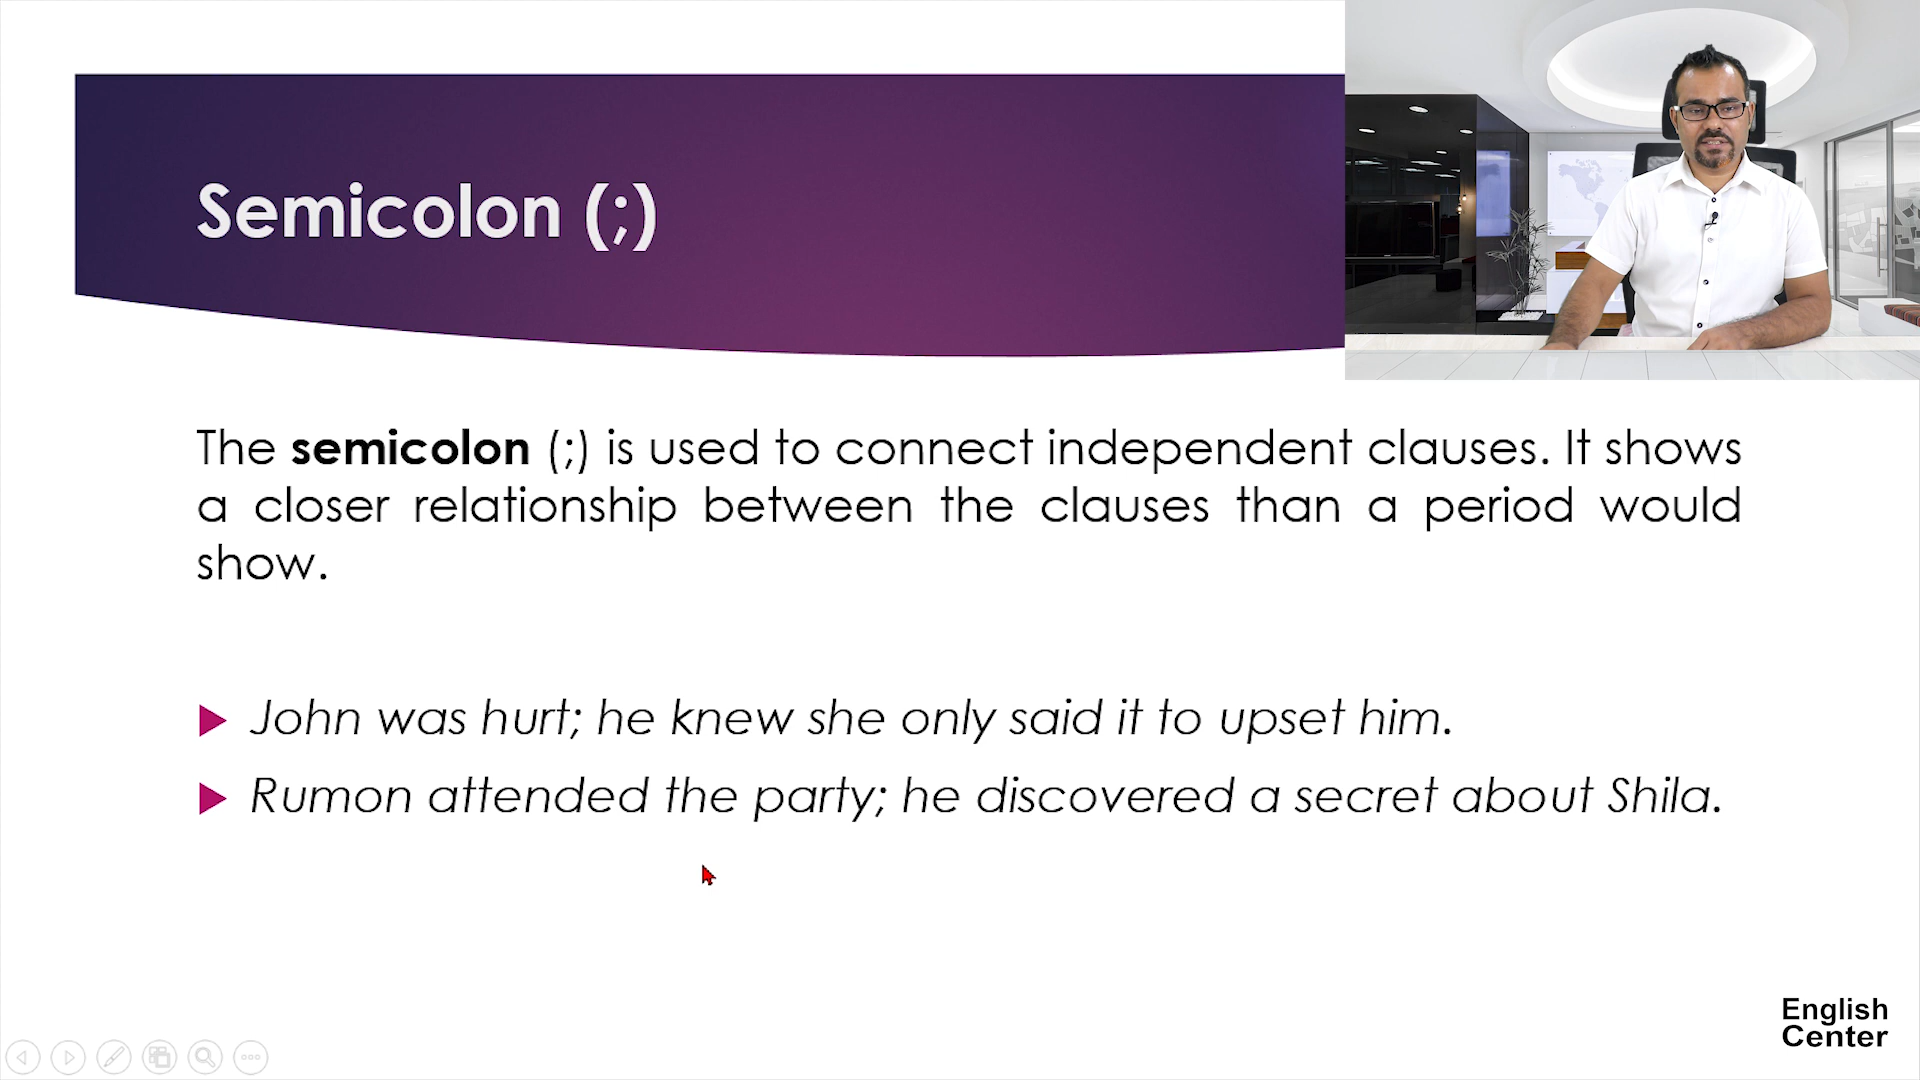 Semicolon (;)
The semicolon (;) is used to connect independent clauses. It shows
a closer relationship between the clauses than a period would
show.
John was hurt; he knew she only said it to upset him.
Rumon attended the party; he discovered a secret about Shila.
English
Center